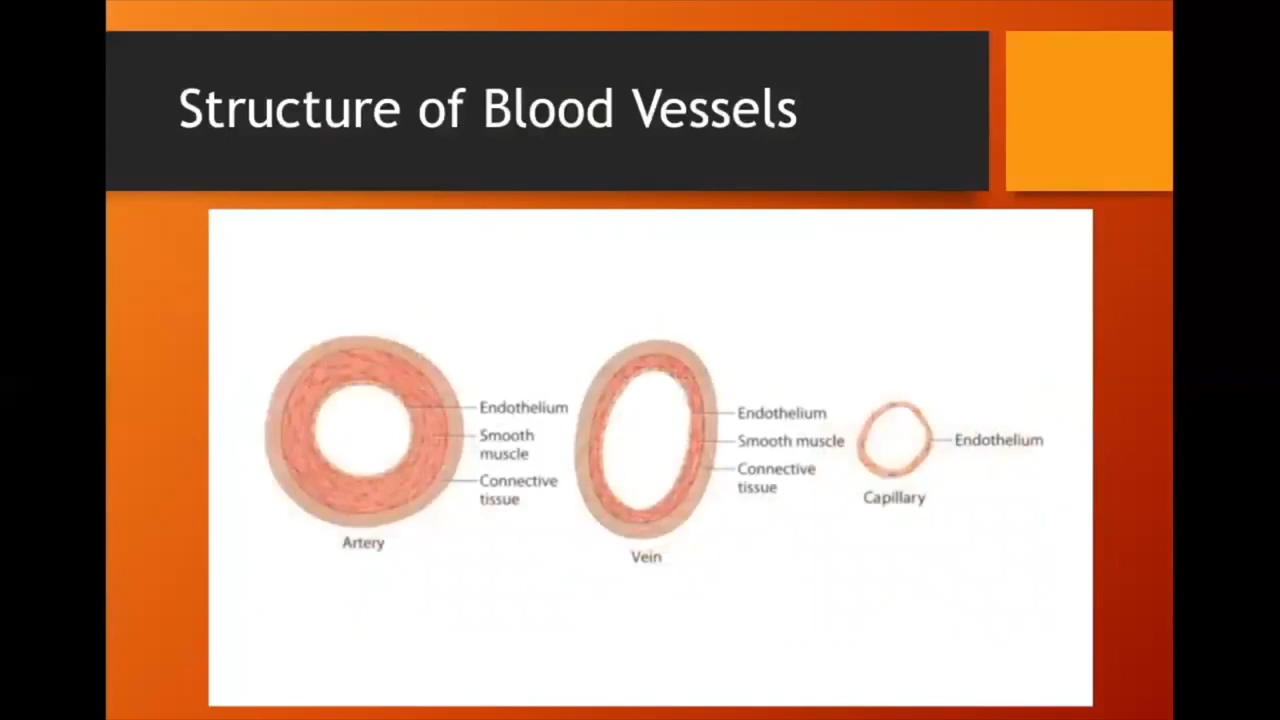 Structure of Blood Vessels
Endothelium
Smooth
muscle
Connective
tissue
Artery
Endothelium
Smooth muscle
Connective
tissue
Vein
Endothelium
Capillary